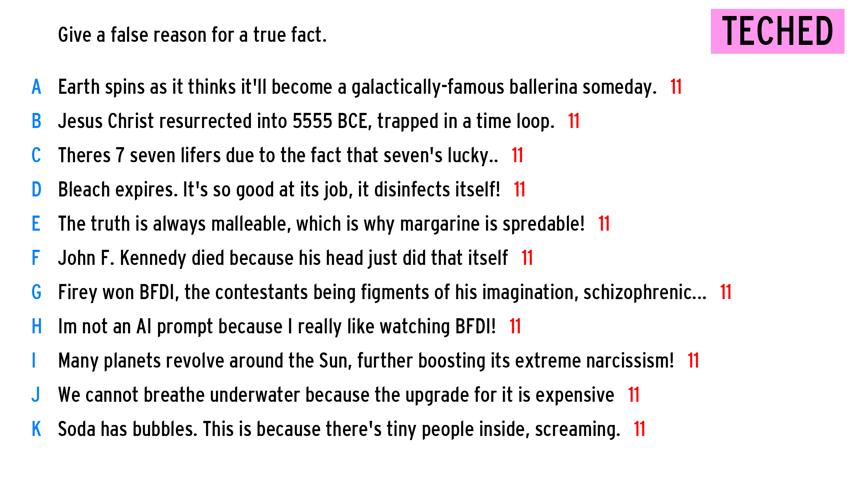 Give a false reason for a true fact.
TECHED
A Earth spins as it thinks it'll become a galactically-famous ballerina someday. 11
B Jesus Christ resurrected into 5555 BCE, trapped in a time loop. 11
C Theres 7 seven lifers due to the fact that seven's lucky.. 11
D Bleach expires. It's so good at its job, it disinfects itself! 11
E The truth is always malleable, which is why margarine is spredable! 11
F John F. Kennedy died because his head just did that itself 11
G Firey won BFDI, the contestants being figments of his imagination, schizophrenic... 11
H Im not an AI prompt because I really like watching BFDI! 11
I Many planets revolve around the Sun, further boosting its extreme narcissism! 11
J We cannot breathe underwater because the upgrade for it is expensive 11
K Soda has bubbles. This is because there's tiny people inside, screaming. 11